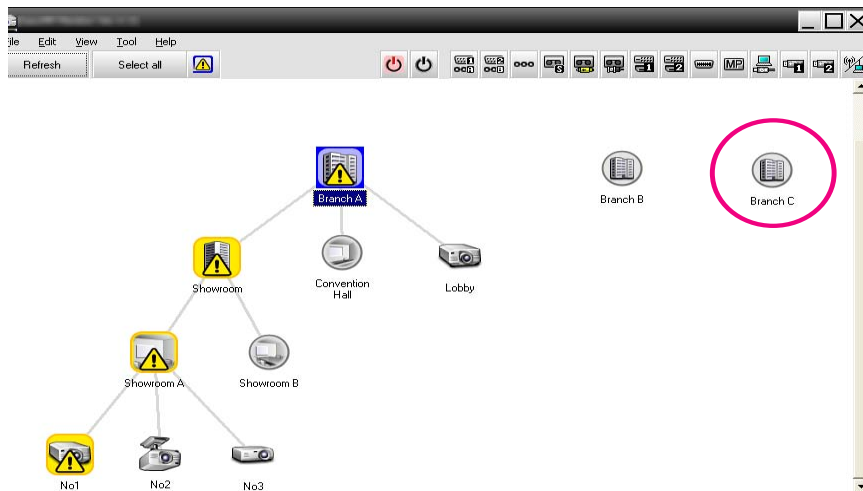 File Edit View Tool Help
Refresh Select all
MP
Branch A
Branch B
Branch C
Showroom
Convention
Hall
Lobby
Showroom A
Showroom B
No1
No2
No3